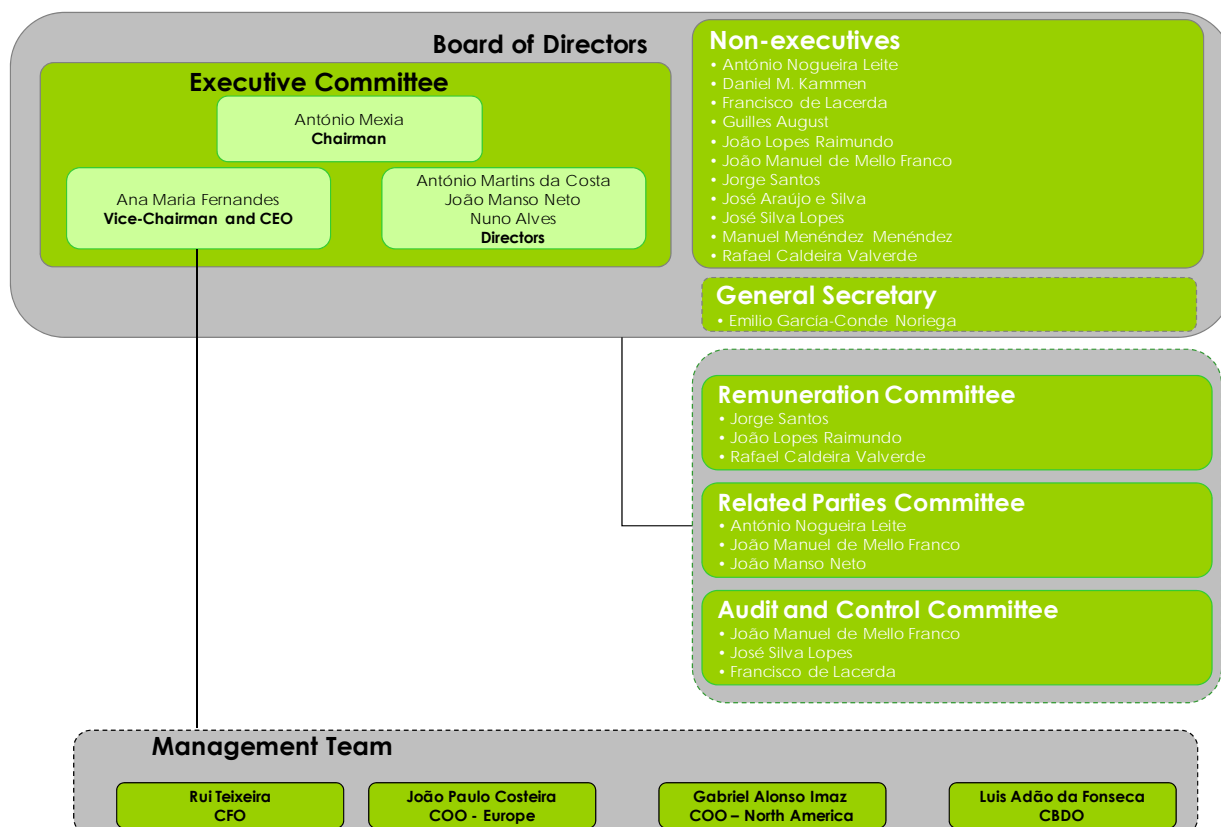 Board of Directors
Executive Committee
António Mexia
Chairman
Ana Maria Fernandes
Vice-Chairman and CEO
António Martins da Costa
João Manso Neto
Nuno Alves
Directors
Non-executives
• António Nogueira Leite
• Daniel M. Kammen
• Francisco de Lacerda
• Guilles August
• João Lopes Raimundo
• João Manuel de Mello Franco
• Jorge Santos
• José Araújo e Silva
• José Silva Lopes
• Manuel Menéndez Menéndez
• Rafael Caldeira Valverde
General Secretary
• Emilio García-Conde Noriega
Remuneration Committee
• Jorge Santos
• João Lopes Raimundo
• Rafael Caldeira Valverde
Related Parties Committee
• António Nogueira Leite
• João Manuel de Mello Franco
• João Manso Neto
Audit and Control Committee
• João Manuel de Mello Franco
• José Silva Lopes
• Francisco de Lacerda
Management Team
Rui Teixeira
CFO
João Paulo Costeira
COO - Europe
Gabriel Alonso Imaz
COO – North America
Luis Adão da Fonseca
CBDO